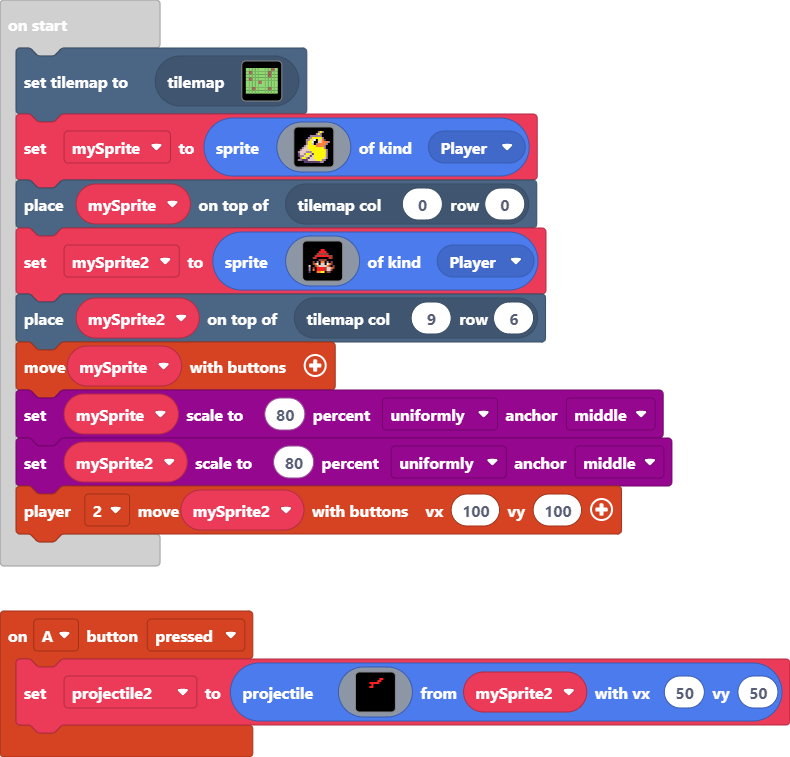 on start
set tilemap to tilemap
set mySprite to sprite of kind Player
place mySprite on top of tilemap col 0 row 0
set mySprite2 to sprite of kind Player
place mySprite2 on top of tilemap col 9 row 6
move mySprite with buttons
set mySprite scale to 80 percent uniformly anchor middle
set mySprite2 scale to 80 percent uniformly anchor middle
player 2 move mySprite2 with buttons vx 100 vy 100
on A button pressed
set projectile2 to projectile from mySprite2 with vx 50 vy 50